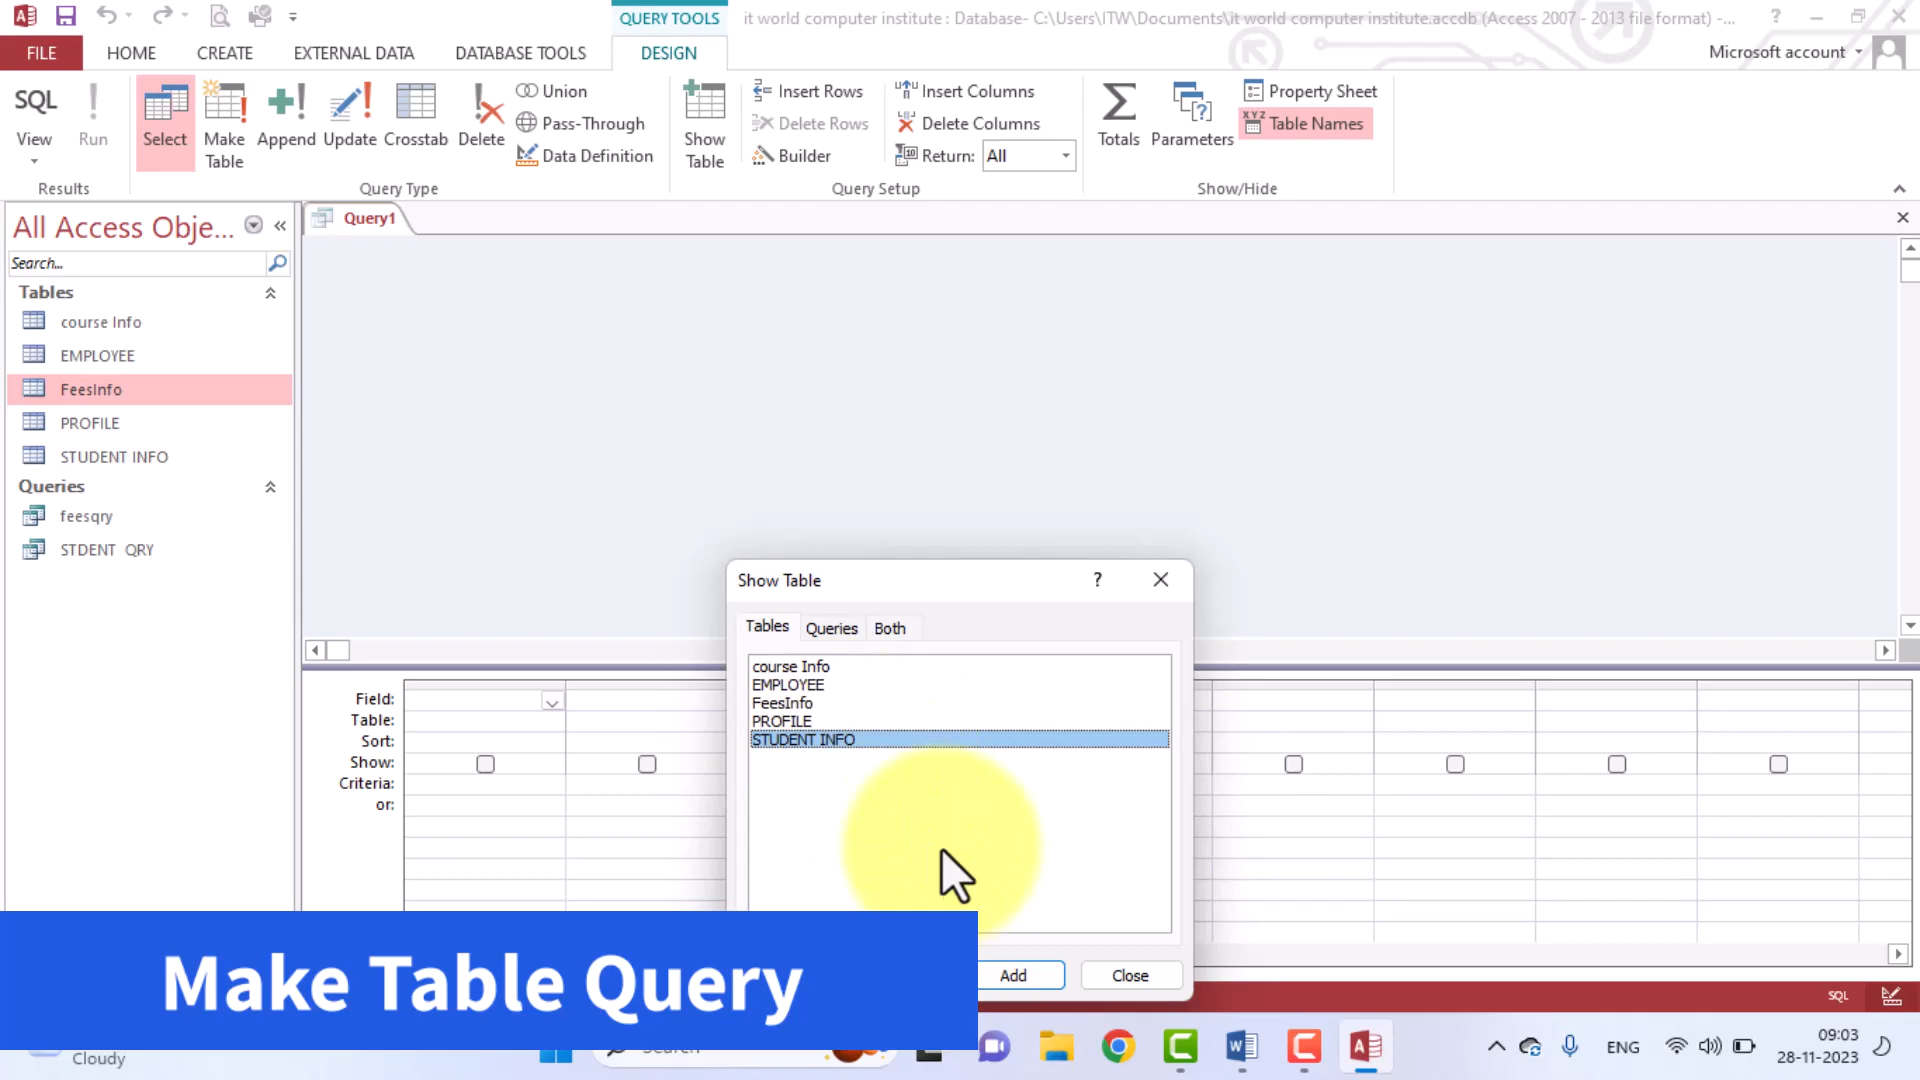 QUERY TOOLS
it world computer institute : Database- C:\Users\ITW\Documents\it world computer institute.accdb (Access 2007 - 2013 file format) -...
?
FILE
HOME
CREATE
EXTERNAL DATA
DATABASE TOOLS
DESIGN
Microsoft account
SQL
View
Run
Results
Select
Make
Table
Append
Update
Crosstab
Delete
Union
Pass-Through
Data Definition
Query Type
Show
Table
Insert Rows
Delete Rows
Builder
Insert Columns
Delete Columns
Return: All
Query Setup
Totals
Parameters
Property Sheet
XYZ
Table Names
Show/Hide
All Access Obje...
Search...
Tables
course Info
EMPLOYEE
FeesInfo
PROFILE
STUDENT INFO
Queries
feesqry
STDENT QRY
Query1
Field:
Table:
Sort:
Show:
Criteria:
or:
Show Table
?
Tables
Queries
Both
course Info
EMPLOYEE
FeesInfo
PROFILE
STUDENT INFO
Add
Close
Make Table Query
SQL
Cloudy
Search
ENG
09:03
28-11-2023